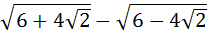 √(6 + 4√2) − √(6 − 4√2)